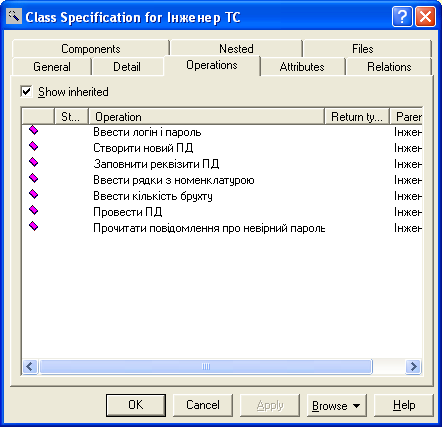 Class Specification for Інженер ТС
Components Nested Files
General Detail Operations Attributes Relations
Show inherited
St... Operation Return ty... Paren
Ввести логін і пароль Інжен
Створити новий ПД Інжен
Заповнити реквізити ПД Інжен
Ввести рядки з номенклатурою Інжен
Ввести кількість брухту Інжен
Провести ПД Інжен
Прочитати повідомлення про невірний пароль Інжен
OK Cancel Apply Browse Help